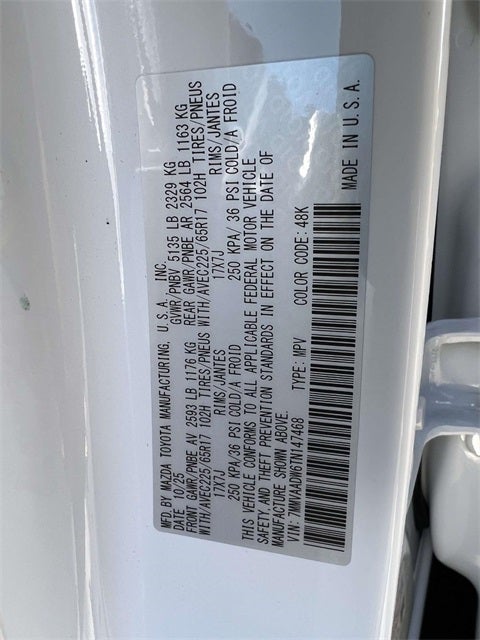 MFD. BY MAZDA TOYOTA MANUFACTURING, U. S. A. INC.
DATE 10/25 GVWR/PNBV 5135 LB 2329 KG
FRONT GAWR/PNBE AV 2593 LB 1176 KG REAR GAWR/PNBE AR 2564 LB 1163 KG
WITH/AVEC225/65R17 102H TIRES/PNEUS WITH/AVEC225/65R17 102H TIRES/PNEUS
17X7J RIMS/JANTES 17X7J RIMS/JANTES
250 KPA/36 PSI COLD/A FROID 250 KPA/ 36 PSI COLD/A FROID
THIS VEHICLE CONFORMS TO ALL APPLICABLE FEDERAL MOTOR VEHICLE
SAFETY, AND THEFT PREVENTION STANDARDS IN EFFECT ON THE DATE OF
MANUFACTURE SHOWN ABOVE.
VIN: 7MMVAADW6TN147468 TYPE: MPV COLOR CODE: 48K
MADE IN U. S. A.